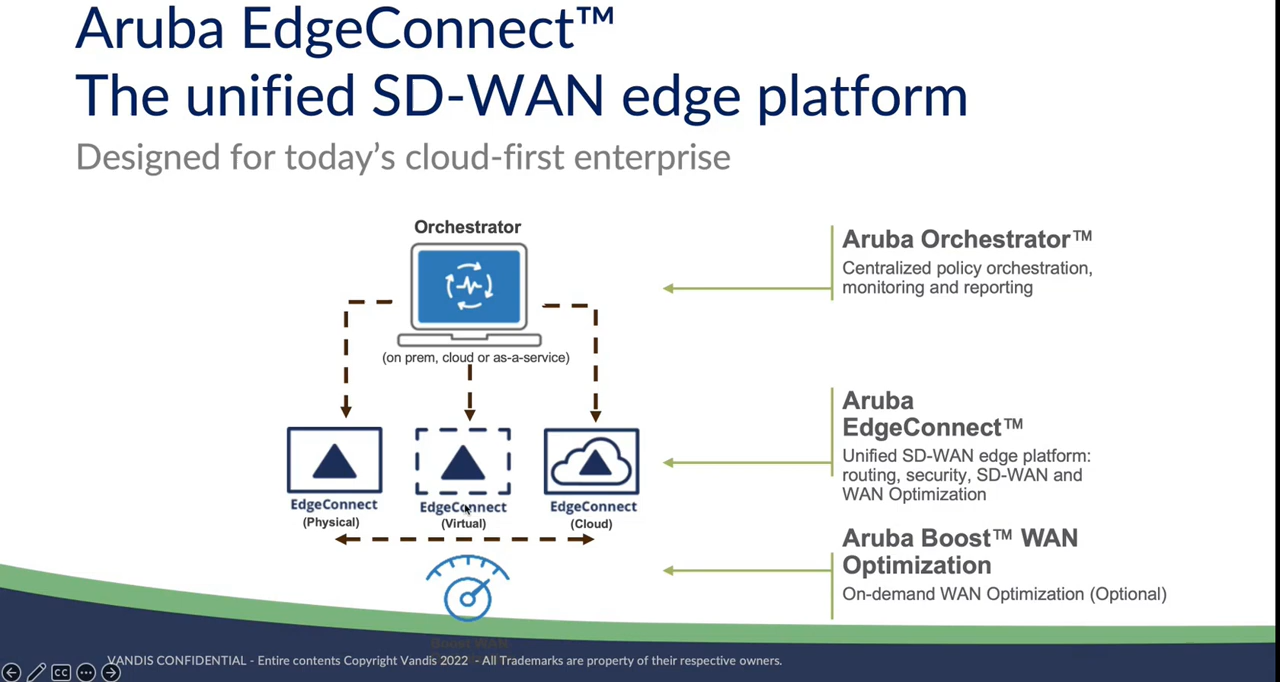 Aruba EdgeConnect™
The unified SD-WAN edge platform
Designed for today's cloud-first enterprise
Orchestrator
(on prem, cloud or as-a-service)
EdgeConnect
(Physical)
EdgeConnect
(Virtual)
EdgeConnect
(Cloud)
Boost WAN
Aruba Orchestrator™
Centralized policy orchestration,
monitoring and reporting
Aruba
EdgeConnect™
Unified SD-WAN edge platform:
routing, security, SD-WAN and
WAN Optimization
Aruba Boost™ WAN
Optimization
On-demand WAN Optimization (Optional)
VANDIS CONFIDENTIAL - Entire contents Copyright Vandis 2022 - All Trademarks are property of their respective owners.
CC